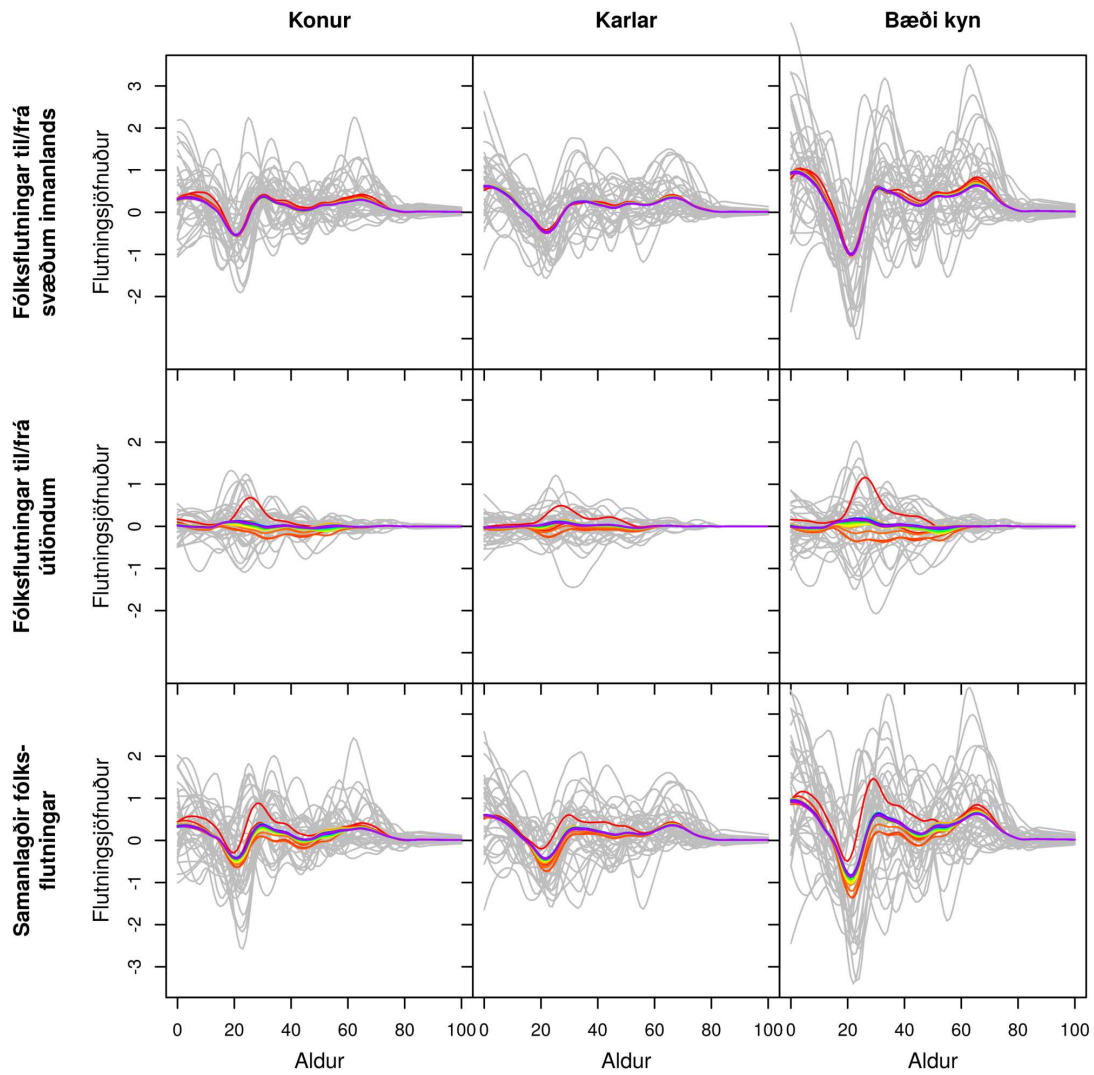 Konur Karlar Bæði kyn
Fólksflutningar til/frá
svæðum innanlands
Flutningsjöfnuður
3
2
1
0
-1
-2
Fólksflutningar til/frá
útlöndum
Flutningsjöfnuður
2
1
0
-1
-2
Samanlagðir fólks-
flutningar
Flutningsjöfnuður
2
1
0
-1
-2
-3
0 20 40 60 80 100 0 20 40 60 80 100 0 20 40 60 80 100
Aldur Aldur Aldur